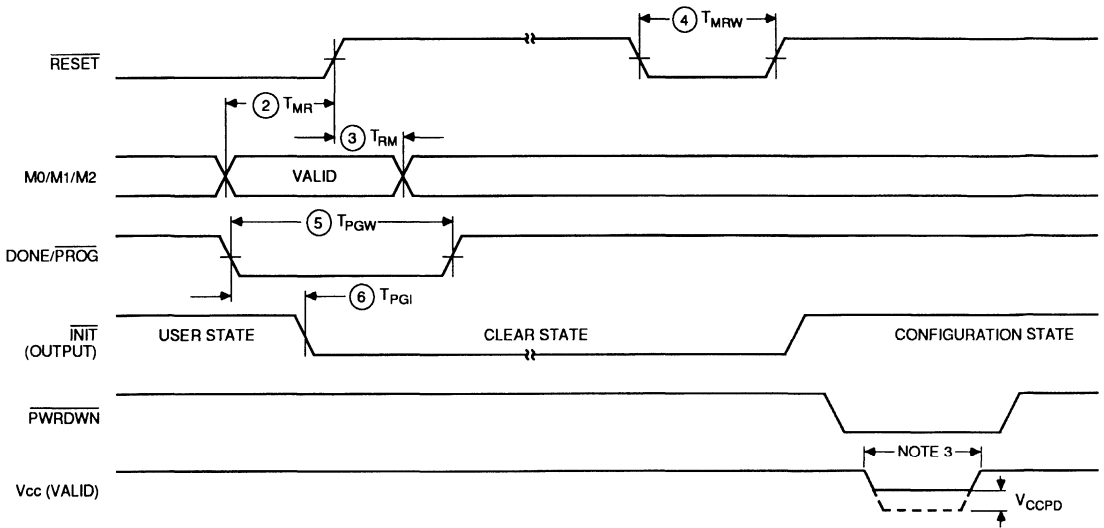 ④ TMRW
RESET
② TMR
③ TRM
M0/M1/M2
VALID
⑤ TPGW
DONE/PROG
⑥ TPGI
INIT
(OUTPUT)
USER STATE
CLEAR STATE
CONFIGURATION STATE
PWRDWN
NOTE 3
Vcc (VALID)
VCCPD